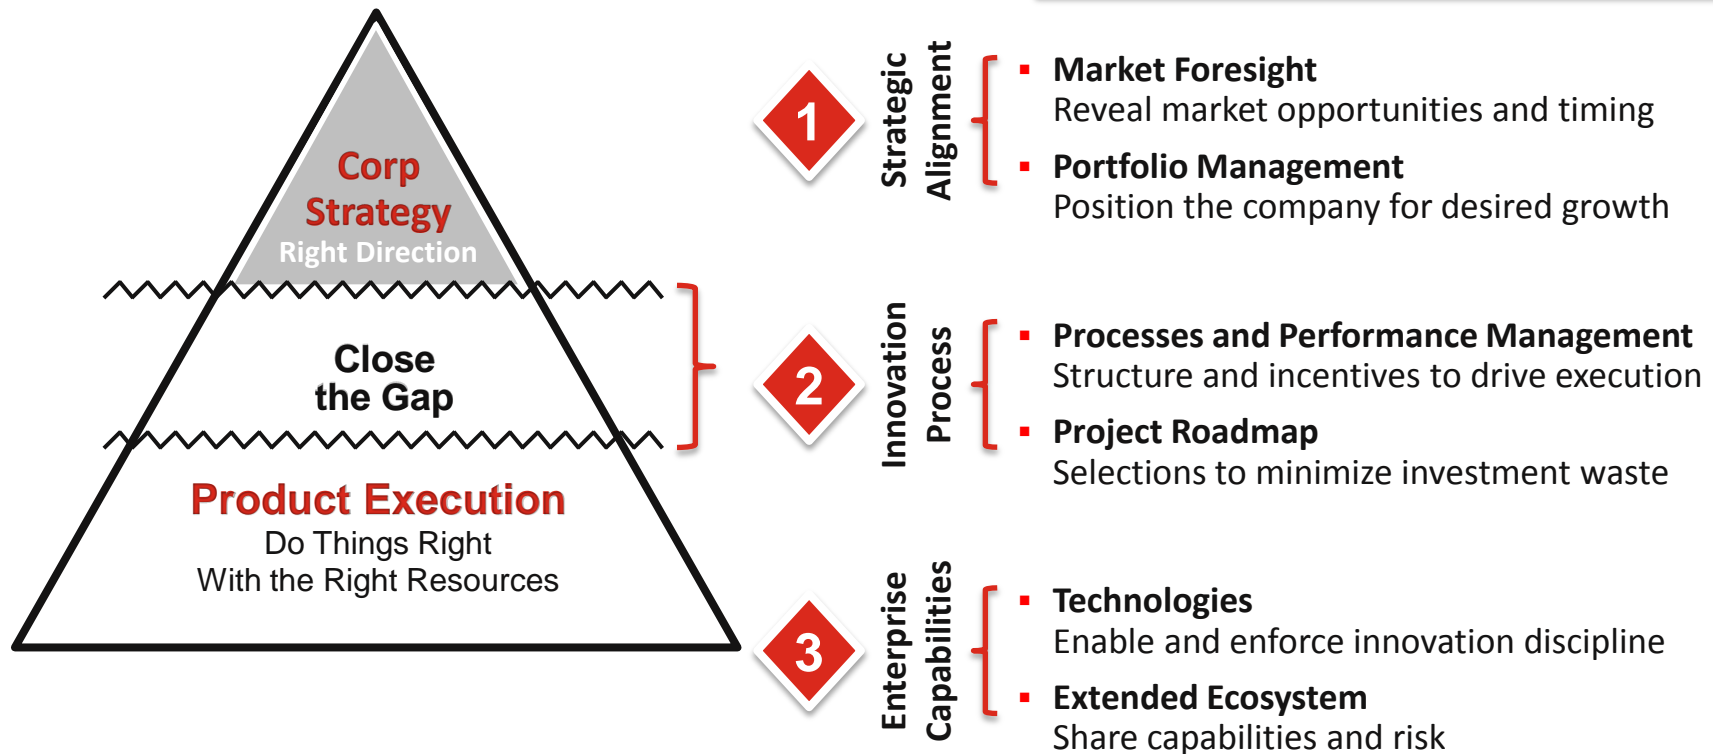 Corp
Strategy
Right Direction
Close
the Gap
Product Execution
Do Things Right
With the Right Resources
1
Strategic
Alignment
Market Foresight
Reveal market opportunities and timing
Portfolio Management
Position the company for desired growth
2
Innovation
Process
Processes and Performance Management
Structure and incentives to drive execution
Project Roadmap
Selections to minimize investment waste
3
Enterprise
Capabilities
Technologies
Enable and enforce innovation discipline
Extended Ecosystem
Share capabilities and risk